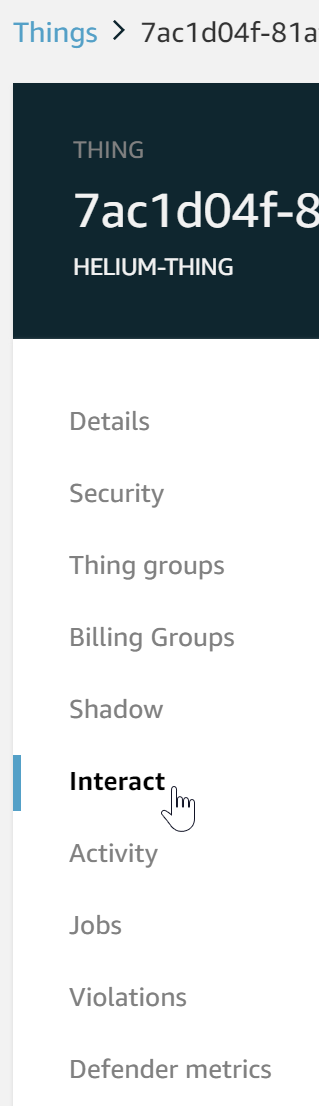 Things > 7ac1d04f-81a
THING
7ac1d04f-8
HELIUM-THING
Details
Security
Thing groups
Billing Groups
Shadow
Interact
Activity
Jobs
Violations
Defender metrics